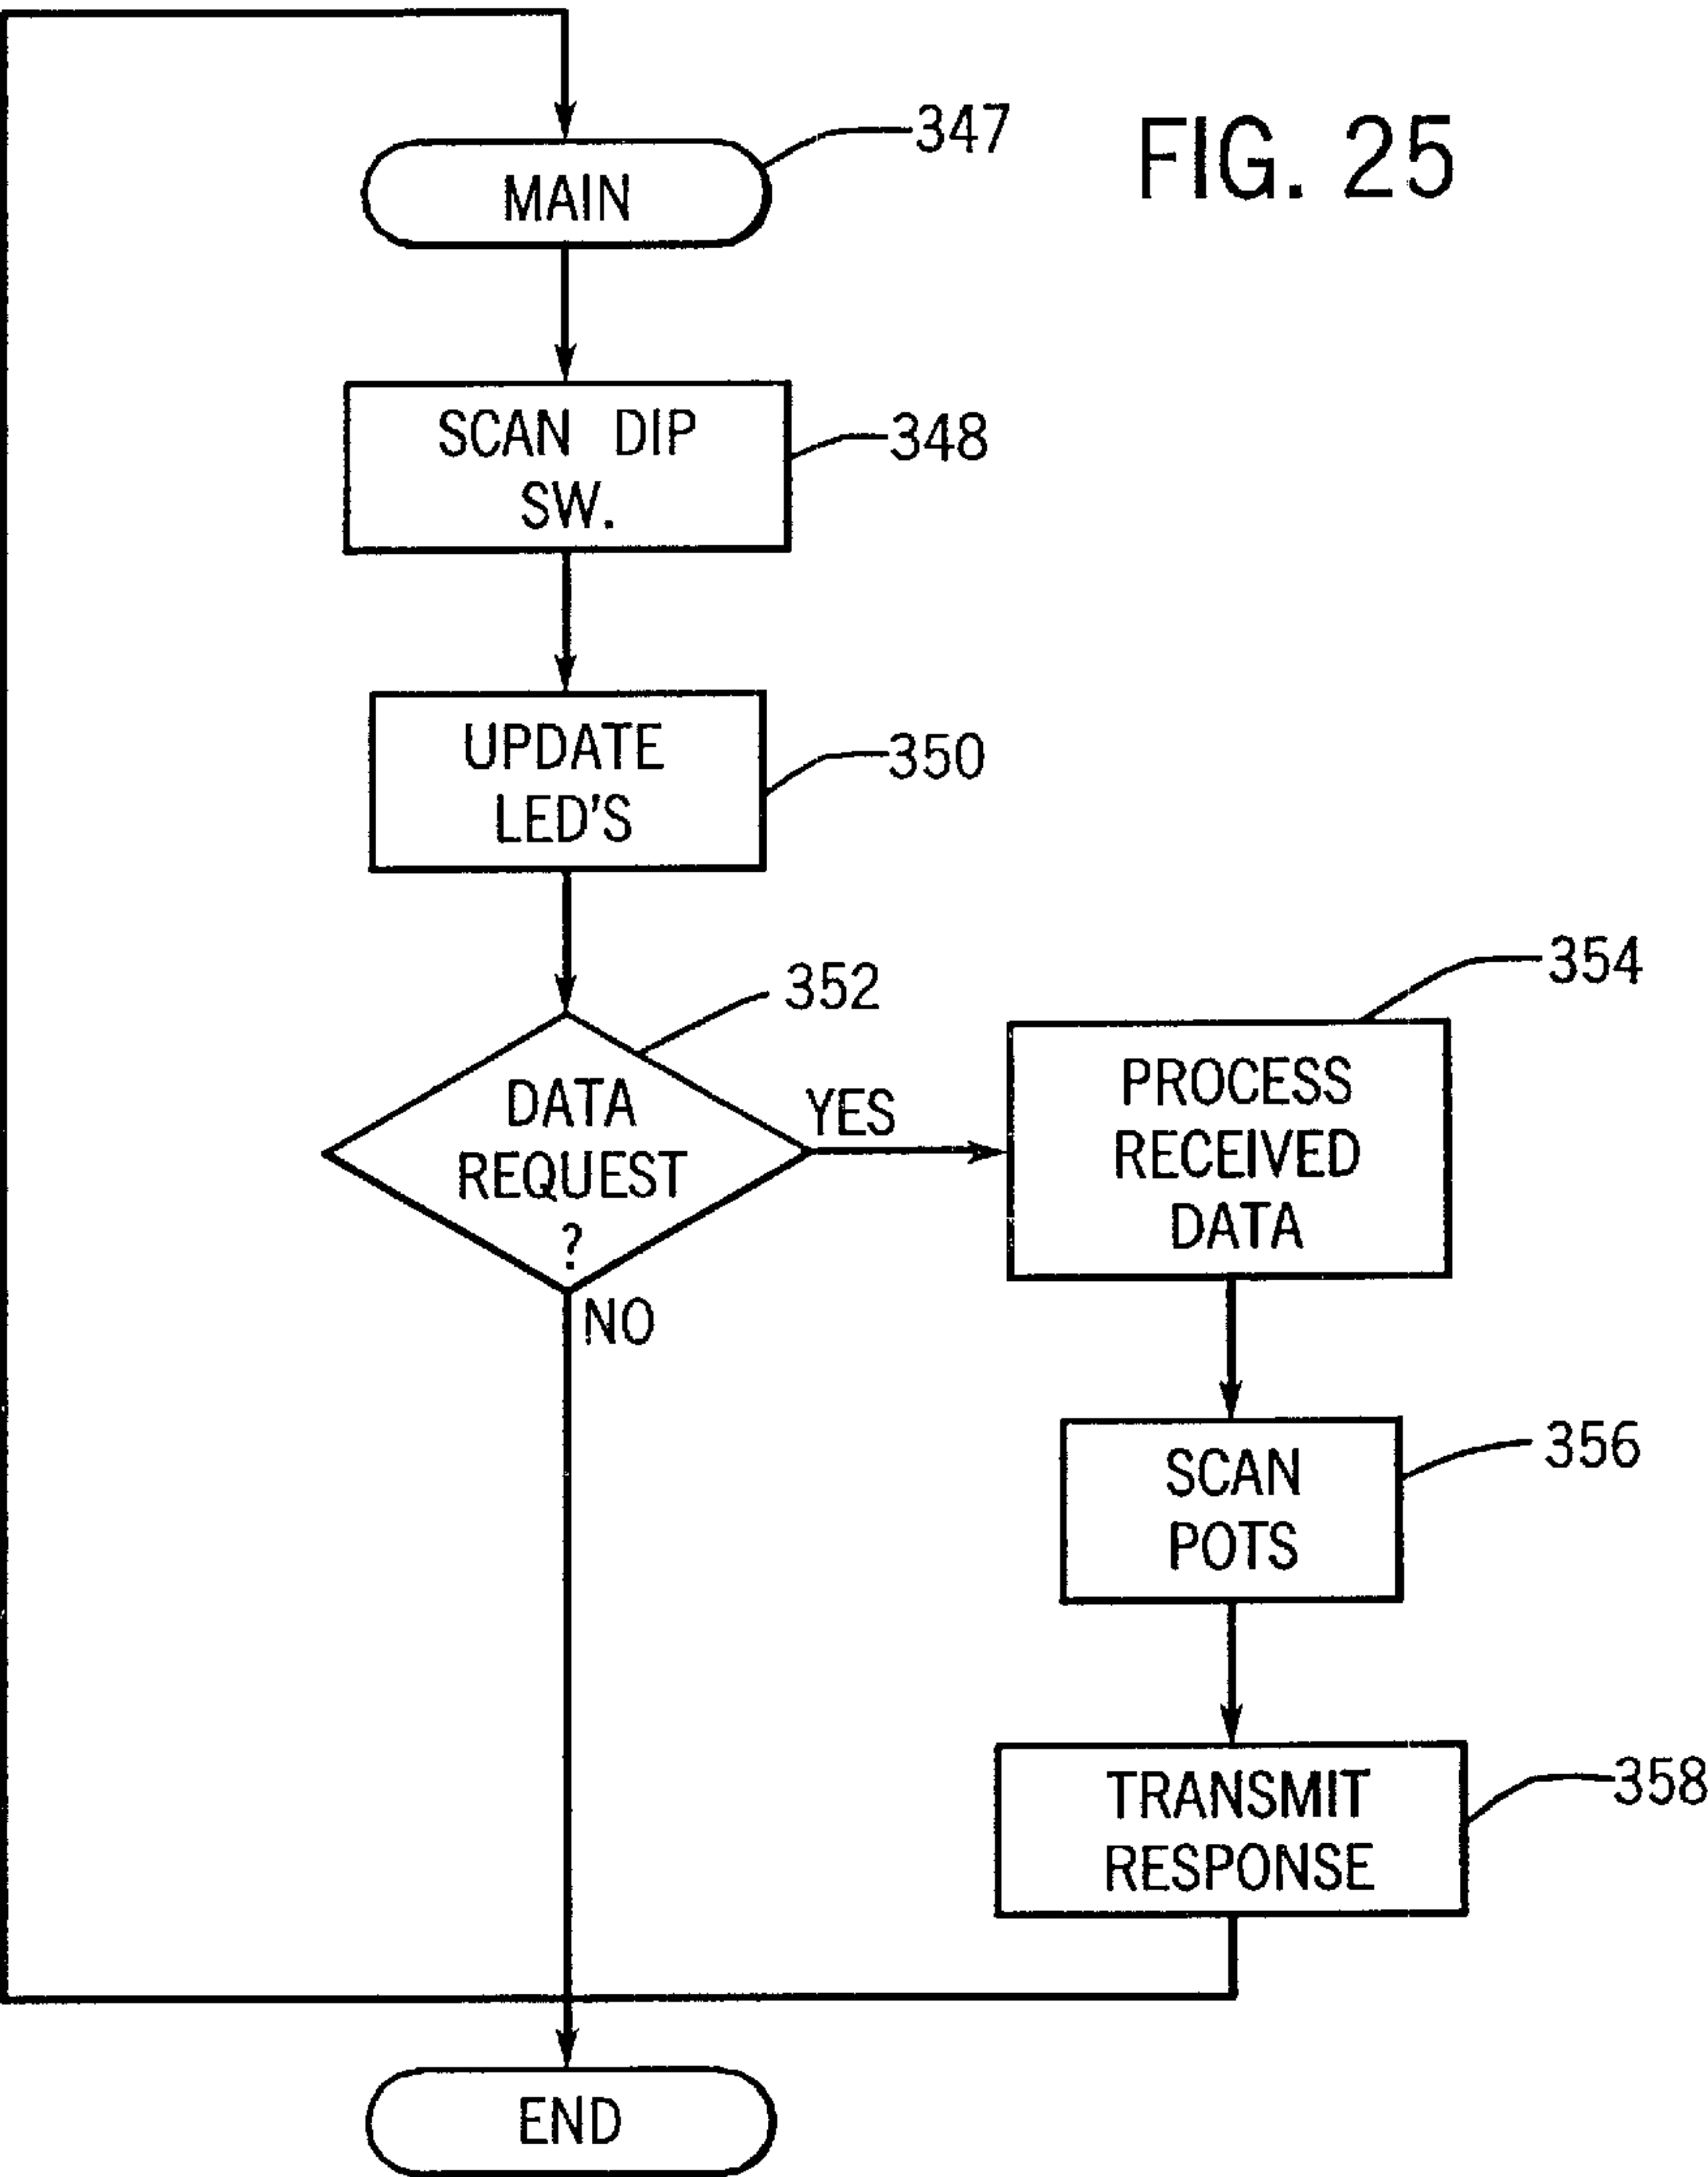 FIG. 25
347
MAIN
348
SCAN DIP
SW.
350
UPDATE
LED'S
352
DATA
REQUEST
?
YES
NO
354
PROCESS
RECEIVED
DATA
356
SCAN
POTS
358
TRANSMIT
RESPONSE
END